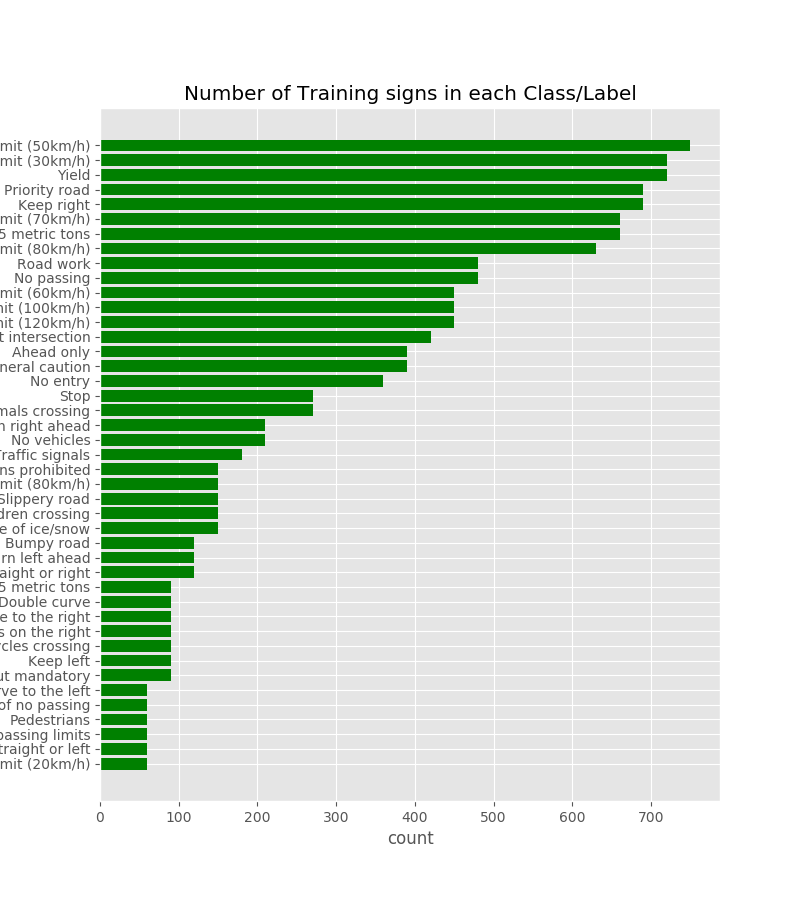 Number of Training signs in each Class/Label
mit (50km/h)
mit (30km/h)
Yield
Priority road
Keep right
mit (70km/h)
5 metric tons
mit (80km/h)
Road work
No passing
mit (60km/h)
nit (100km/h)
nit (120km/h)
t intersection
Ahead only
neral caution
No entry
Stop
mals crossing
n right ahead
No vehicles
Traffic signals
ns prohibited
mit (80km/h)
Slippery road
dren crossing
e of ice/snow
Bumpy road
rn left ahead
aight or right
5 metric tons
Double curve
e to the right
s on the right
ycles crossing
Keep left
ut mandatory
rve to the left
of no passing
Pedestrians
passing limits
traight or left
mit (20km/h)
0 100 200 300 400 500 600 700
count